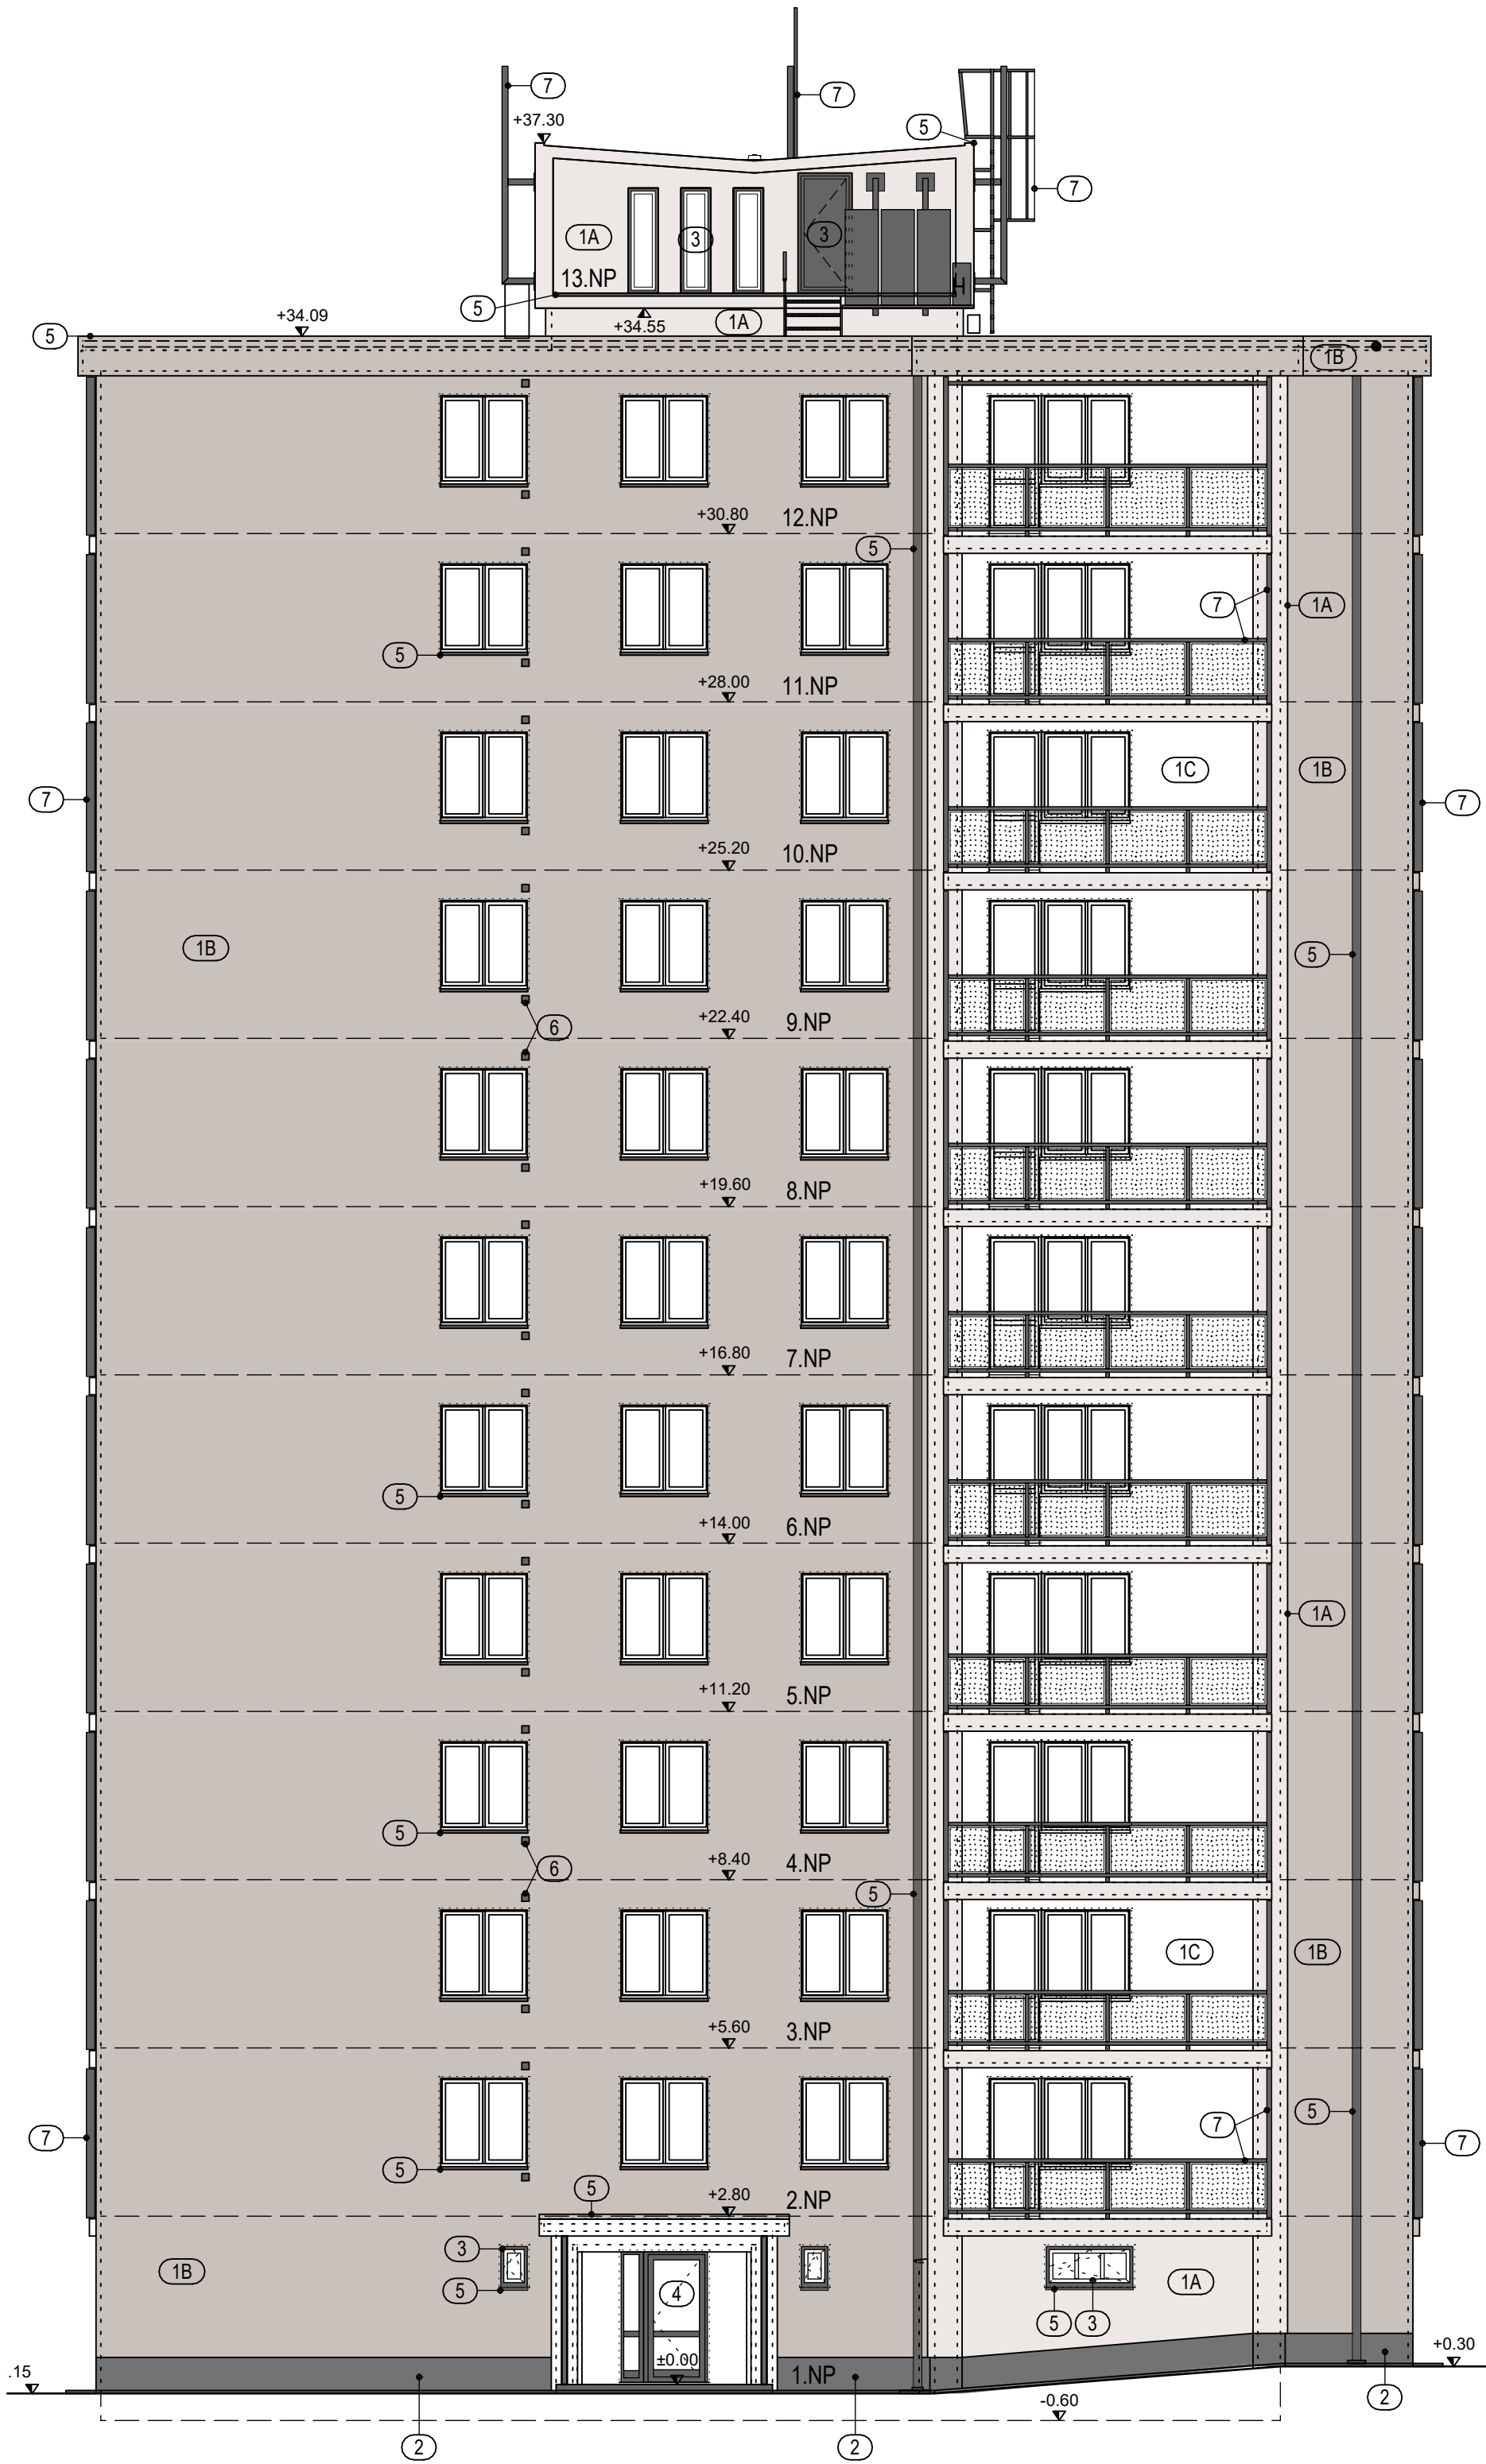 7
7
+37.30
5
7
1A
3
3
13.NP
5
H
+34.09
1A
5
+34.55
1B
+30.80
12.NP
5
7
1A
5
+28.00
11.NP
1C
1B
7
7
+25.20
10.NP
1B
5
+22.40
9.NP
6
+19.60
8.NP
+16.80
7.NP
5
+14.00
6.NP
1A
+11.20
5.NP
5
+8.40
4.NP
6
5
1C
1B
+5.60
3.NP
7
5
7
7
5
5
+2.80
2.NP
3
1B
5
4
1A
5
3
±0.00
1.NP
.15
+0.30
2
-0.60
2
2